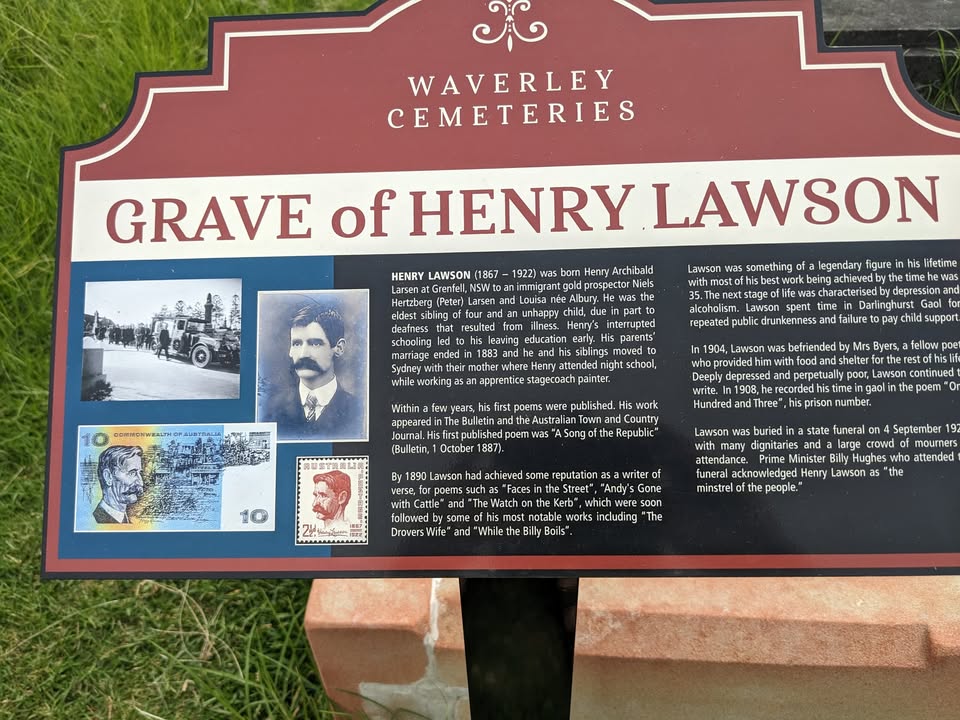 WAVERLEY
CEMETERIES
GRAVE of HENRY LAWSON
HENRY LAWSON (1867 – 1922) was born Henry Archibald
Larsen at Grenfell, NSW to an immigrant gold prospector Niels
Hertzberg (Peter) Larsen and Louisa née Albury. He was the
eldest sibling of four and an unhappy child, due in part to
deafness that resulted from illness. Henry's interrupted
schooling led to his leaving education early. His parents'
marriage ended in 1883 and he and his siblings moved to
Sydney with their mother where Henry attended night school,
while working as an apprentice stagecoach painter.
Within a few years, his first poems were published. His work
appeared in The Bulletin and the Australian Town and Country
Journal. His first published poem was "A Song of the Republic"
(Bulletin, 1 October 1887).
By 1890 Lawson had achieved some reputation as a writer of
verse, for poems such as "Faces in the Street", "Andy's Gone
with Cattle" and "The Watch on the Kerb", which were soon
followed by some of his most notable works including "The
Drovers Wife" and "While the Billy Boils".
Lawson was something of a legendary figure in his lifetime
with most of his best work being achieved by the time he was
35. The next stage of life was characterised by depression and
alcoholism. Lawson spent time in Darlinghurst Gaol for
repeated public drunkenness and failure to pay child support.
In 1904, Lawson was befriended by Mrs Byers, a fellow poet
who provided him with food and shelter for the rest of his life
Deeply depressed and perpetually poor, Lawson continued t
write. In 1908, he recorded his time in gaol in the poem "On
Hundred and Three", his prison number.
Lawson was buried in a state funeral on 4 September 192
with many dignitaries and a large crowd of mourners
attendance. Prime Minister Billy Hughes who attended t
funeral acknowledged Henry Lawson as "the
minstrel of the people."
10 COMMONWEALTH OF AUSTRALIA
10
AUSTRALIA
POSTAGE
2½d
1867
1922